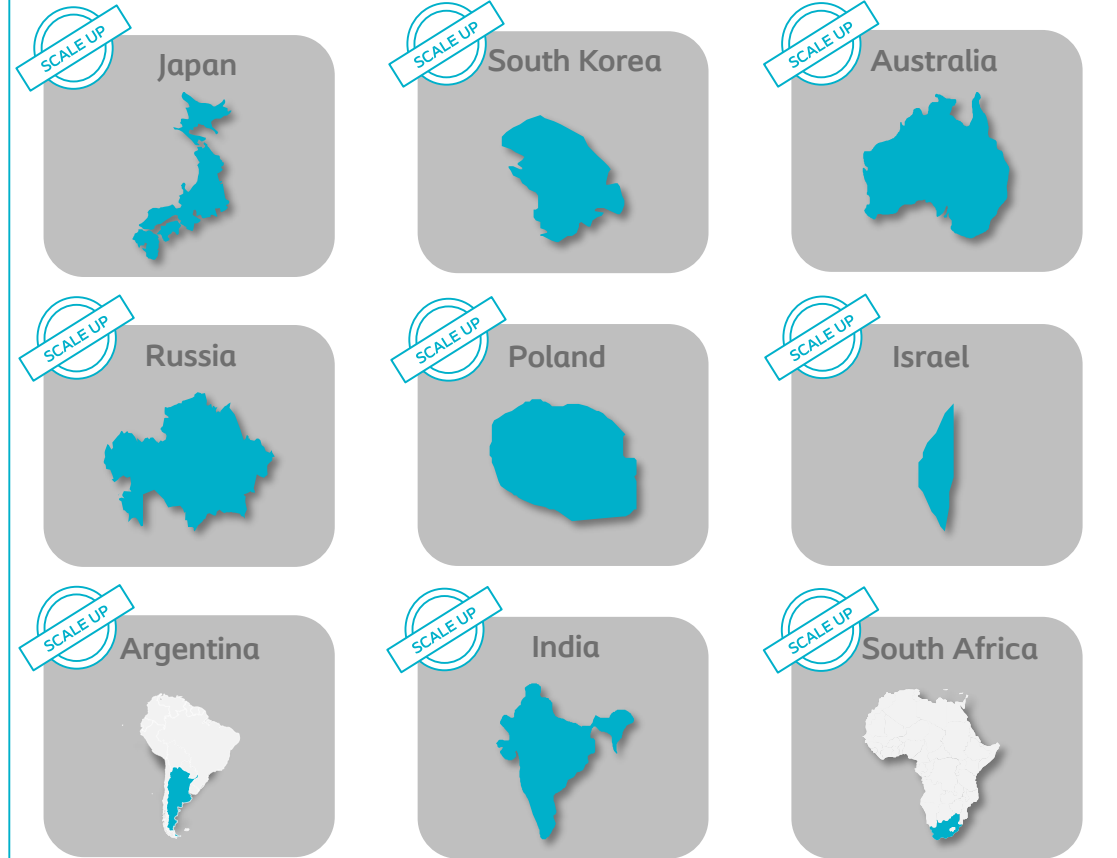 SCALE UP
Japan
SCALE UP
South Korea
SCALE UP
Australia
SCALE UP
Russia
SCALE UP
Poland
SCALE UP
Israel
SCALE UP
Argentina
SCALE UP
India
SCALE UP
South Africa